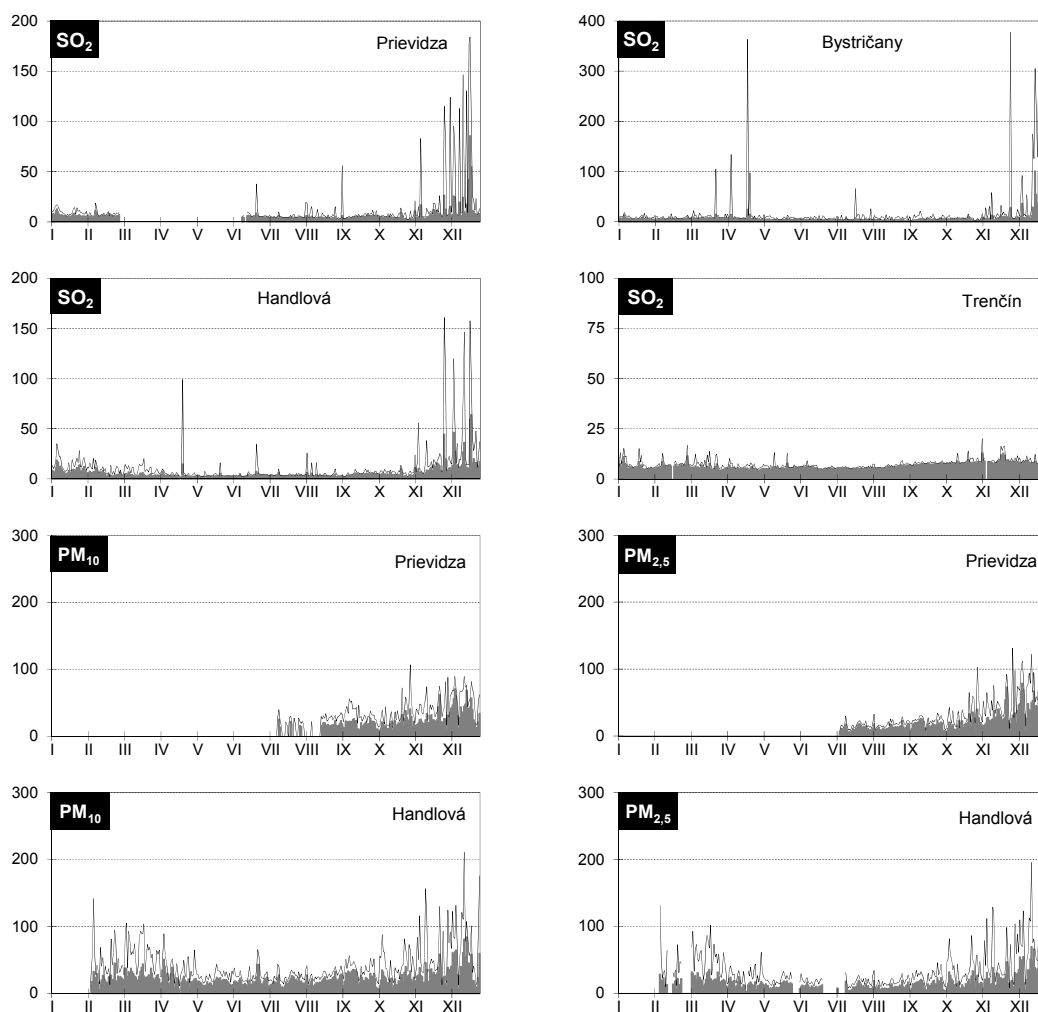 SO2 Prievidza
200
150
100
50
0
I II III IV V VI VII VIII IX X XI XII
SO2 Bystričany
400
300
200
100
0
I II III IV V VI VII VIII IX X XI XII
SO2 Handlová
200
150
100
50
0
I II III IV V VI VII VIII IX X XI XII
SO2 Trenčín
100
75
50
25
0
I II III IV V VI VII VIII IX X XI XII
PM10 Prievidza
300
200
100
0
I II III IV V VI VII VIII IX X XI XII
PM2,5 Prievidza
300
200
100
0
I II III IV V VI VII VIII IX X XI XII
PM10 Handlová
300
200
100
0
I II III IV V VI VII VIII IX X XI XII
PM2,5 Handlová
300
200
100
0
I II III IV V VI VII VIII IX X XI XII